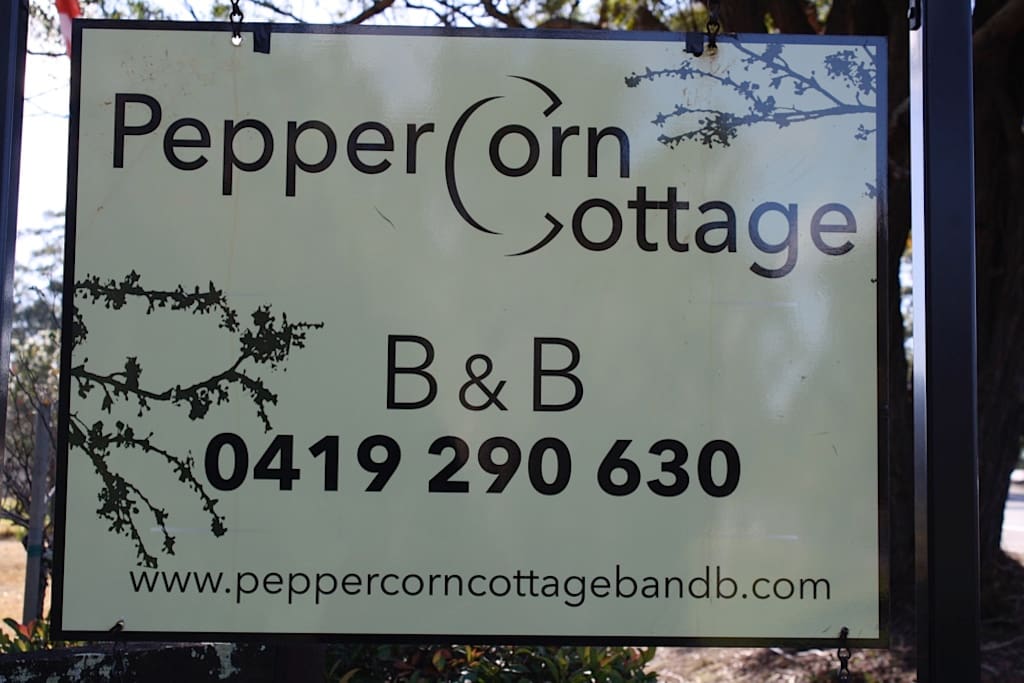 PepperCorn
Cottage
B & B
0419 290 630
www.peppercorncottagebandb.com